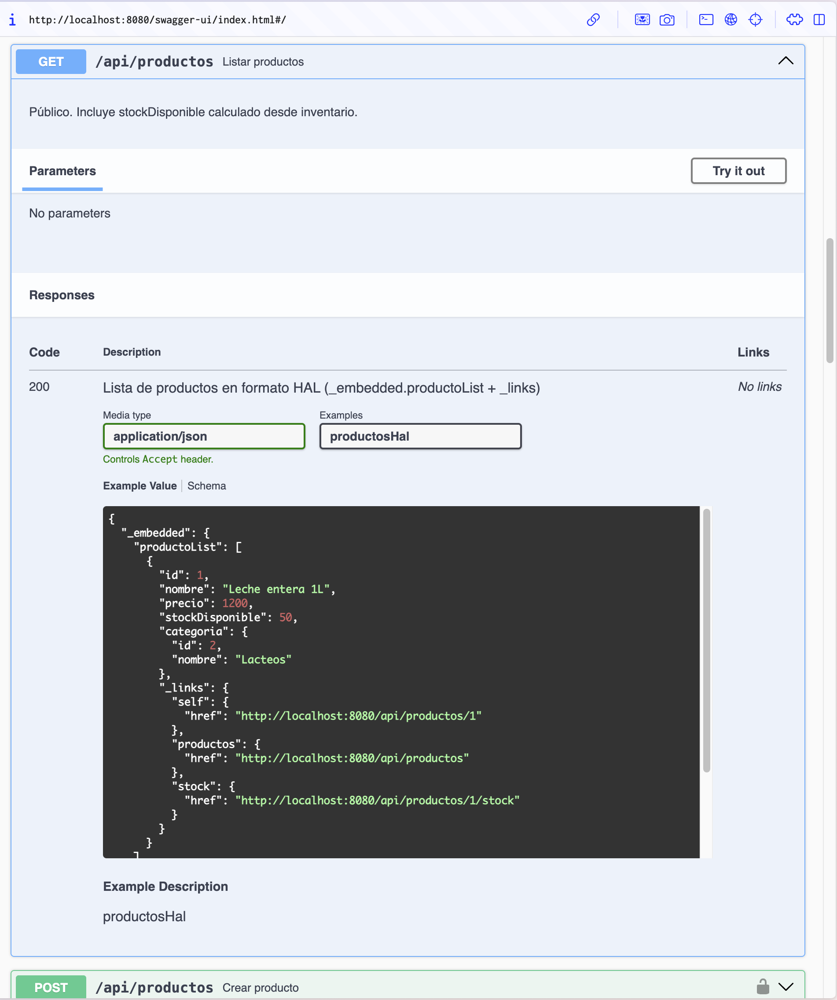 http://localhost:8080/swagger-ui/index.html#/
GET /api/productos Listar productos
Público. Incluye stockDisponible calculado desde inventario.
Parameters Try it out
No parameters
Responses
Code Description Links
200 Lista de productos en formato HAL (_embedded.productoList + _links) No links
Media type Examples
application/json productosHal
Controls Accept header.
Example Value Schema
{
  "_embedded": {
    "productoList": [
      {
        "id": 1,
        "nombre": "Leche entera 1L",
        "precio": 1200,
        "stockDisponible": 50,
        "categoria": {
          "id": 2,
          "nombre": "Lacteos"
        },
        "_links": {
          "self": {
            "href": "http://localhost:8080/api/productos/1"
          },
          "productos": {
            "href": "http://localhost:8080/api/productos"
          },
          "stock": {
            "href": "http://localhost:8080/api/productos/1/stock"
          }
        }
      }
    ]
Example Description
productosHal
POST /api/productos Crear producto